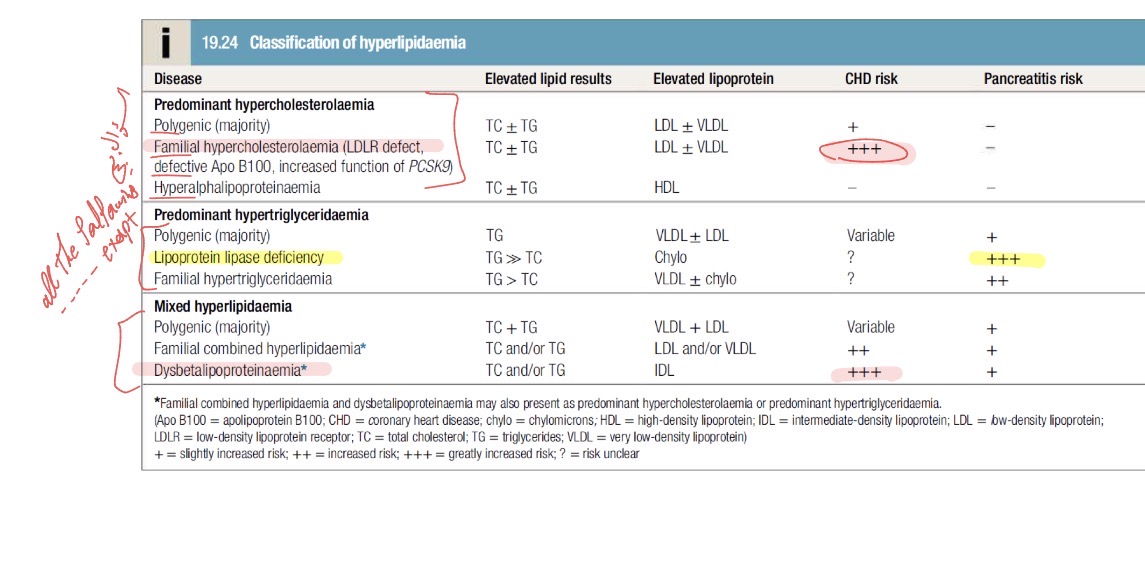 i 19.24 Classification of hyperlipidaemia
Disease Elevated lipid results Elevated lipoprotein CHD risk Pancreatitis risk
Predominant hypercholesterolaemia
Polygenic (majority) TC ± TG LDL ± VLDL + –
Familial hypercholesterolaemia (LDLR defect, TC ± TG LDL ± VLDL +++ –
defective Apo B100, increased function of PCSK9)
Hyperalphalipoproteinaemia TC ± TG HDL – –
Predominant hypertriglyceridaemia
Polygenic (majority) TG VLDL ± LDL Variable +
Lipoprotein lipase deficiency TG ≫ TC Chylo ? +++
Familial hypertriglyceridaemia TG > TC VLDL ± chylo ? ++
Mixed hyperlipidaemia
Polygenic (majority) TC + TG VLDL + LDL Variable +
Familial combined hyperlipidaemia* TC and/or TG LDL and/or VLDL ++ +
Dysbetalipoproteinaemia* TC and/or TG IDL +++ +
*Familial combined hyperlipidaemia and dysbetalipoproteinaemia may also present as predominant hypercholesterolaemia or predominant hypertriglyceridaemia.
(Apo B100 = apolipoprotein B100; CHD = coronary heart disease; chylo = chylomicrons; HDL = high-density lipoprotein; IDL = intermediate-density lipoprotein; LDL = low-density lipoprotein;
LDLR = low-density lipoprotein receptor; TC = total cholesterol; TG = triglycerides; VLDL = very low-density lipoprotein)
+ = slightly increased risk; ++ = increased risk; +++ = greatly increased risk; ? = risk unclear
all the following
exept